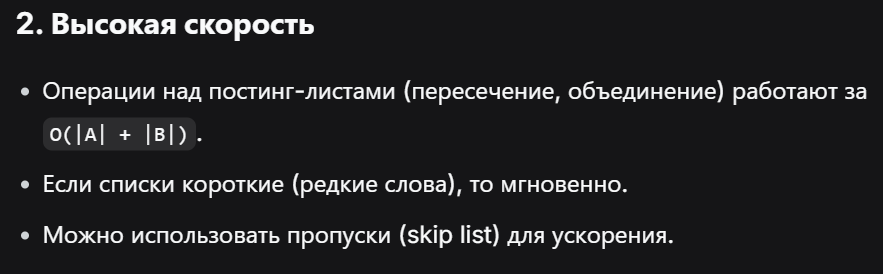 2. Высокая скорость
• Операции над постинг-листами (пересечение, объединение) работают за
O(|A| + |B|).
• Если списки короткие (редкие слова), то мгновенно.
• Можно использовать пропуски (skip list) для ускорения.